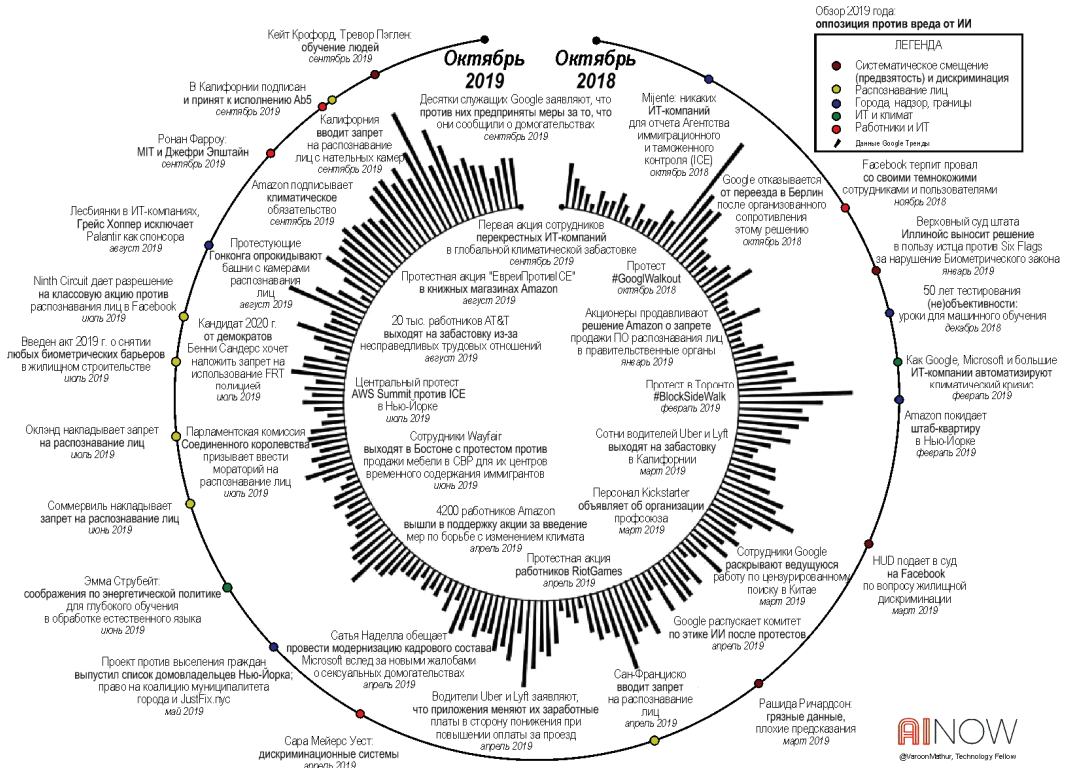 Обзор 2019 года:
оппозиция против вреда от ИИ
ЛЕГЕНДА
Систематическое смещение
(предвзятость) и дискриминация
Распознавание лиц
Города, надзор, границы
ИТ и климат
Работники и ИТ
Данные Google Тренды
Октябрь
2018
Октябрь
2019
Mijente: никаких
ИТ-компаний
для отчета Агентства
иммиграционного
и таможенного
контроля (ICE)
октябрь 2018
Google отказывается
от переезда в Берлин
после организованного
сопротивления
этому решению
октябрь 2018
Facebook терпит провал
со своими темнокожими
сотрудниками и пользователями
ноябрь 2018
Верховный суд штата
Иллинойс выносит решение
в пользу истца против Six Flags
за нарушение Биометрического закона
январь 2019
50 лет тестирования
(не)объективности:
уроки для машинного обучения
декабрь 2018
Как Google, Microsoft и большие
ИТ-компании автоматизируют
климатический кризис
февраль 2019
Amazon покидает
штаб-квартиру
в Нью-Йорке
февраль 2019
HUD подает в суд
на Facebook
по вопросу жилищной
дискриминации
март 2019
Рашида Ричардсон:
грязные данные,
плохие предсказания
март 2019
Протест
#GooglWalkout
октябрь 2018
Акционеры продавливают
решение Amazon о запрете
продажи ПО распознавания лиц
в правительственные органы
январь 2019
Протест в Торонто
#BlockSideWalk
февраль 2019
Сотни водителей Uber и Lyft
выходят на забастовку
в Калифорнии
март 2019
Персонал Kickstarter
объявляет об организации
профсоюза
март 2019
Сотрудники Google
раскрывают ведущуюся
работу по цензурированному
поиску в Китае
март 2019
Google распускает комитет
по этике ИИ после протестов
апрель 2019
Сан-Франциско
вводит запрет
на распознавание
лиц
апрель 2019
Протестная акция
работников RiotGames
апрель 2019
4200 работников Amazon
вышли в поддержку акции за введение
мер по борьбе с изменением климата
апрель 2019
Водители Uber и Lyft заявляют,
что приложения меняют их заработные
платы в сторону понижения при
повышении оплаты за проезд
апрель 2019
Сатья Наделла обещает
провести модернизацию кадрового состава
Microsoft вслед за новыми жалобами
о сексуальных домогательствах
апрель 2019
Сара Мейерс Уест:
дискриминационные системы
апрель 2019
Проект против выселения граждан
выпустил список домовладельцев Нью-Йорка;
право на коалицию муниципалитета
города и JustFix.nyc
май 2019
Эмма Струбейт:
соображения по энергетической политике
для глубокого обучения
в обработке естественного языка
июнь 2019
Сотрудники Wayfair
выходят в Бостоне с протестом против
продажи мебели в CBP для их центров
временного содержания иммигрантов
июнь 2019
Соммервиль накладывает
запрет на распознавание лиц
июнь 2019
Оклэнд накладывает запрет
на распознавание лиц
июль 2019
Парламентская комиссия
Соединенного королевства
призывает ввести
мораторий на
распознавание лиц
июль 2019
Центральный протест
AWS Summit против ICE
в Нью-Йорке
июль 2019
Введен акт 2019 г. о снятии
любых биометрических барьеров
в жилищном строительстве
июль 2019
Кандидат 2020 г.
от демократов
Бенни Сандерс хочет
наложить запрет на
использование FRT
полицией
июль 2019
Ninth Circuit дает разрешение
на классовую акцию против
распознавания лиц в Facebook
июль 2019
20 тыс. работников AT&T
выходят на забастовку из-за
несправедливых трудовых отношений
август 2019
Протестная акция "ЕвреиПротивICE"
в книжных магазинах Amazon
август 2019
Протестующие
Гонконга опрокидывают
башни с камерами
распознавания
лиц
август 2019
Лесбиянки в ИТ-компаниях,
Грейс Хоппер исключает
Palantir как спонсора
август 2019
Первая акция сотрудников
перекрестных ИТ-компаний
в глобальной климатической забастовке
сентябрь 2019
Amazon подписывает
климатическое
обязательство
сентябрь 2019
Ронан Фарроу:
MIT и Джефри Эпштайн
сентябрь 2019
Калифорния
вводит запрет
на распознавание
лиц с нательных камер
сентябрь 2019
В Калифорнии подписан
и принят к исполнению Ab5
сентябрь 2019
Кейт Крофорд, Тревор Пэглен:
обучение людей
сентябрь 2019
Десятки служащих Google заявляют, что
против них предприняты меры за то, что
они сообщили о домогательствах
сентябрь 2019
AINOW
@VaroonMathur, Technology Fellow